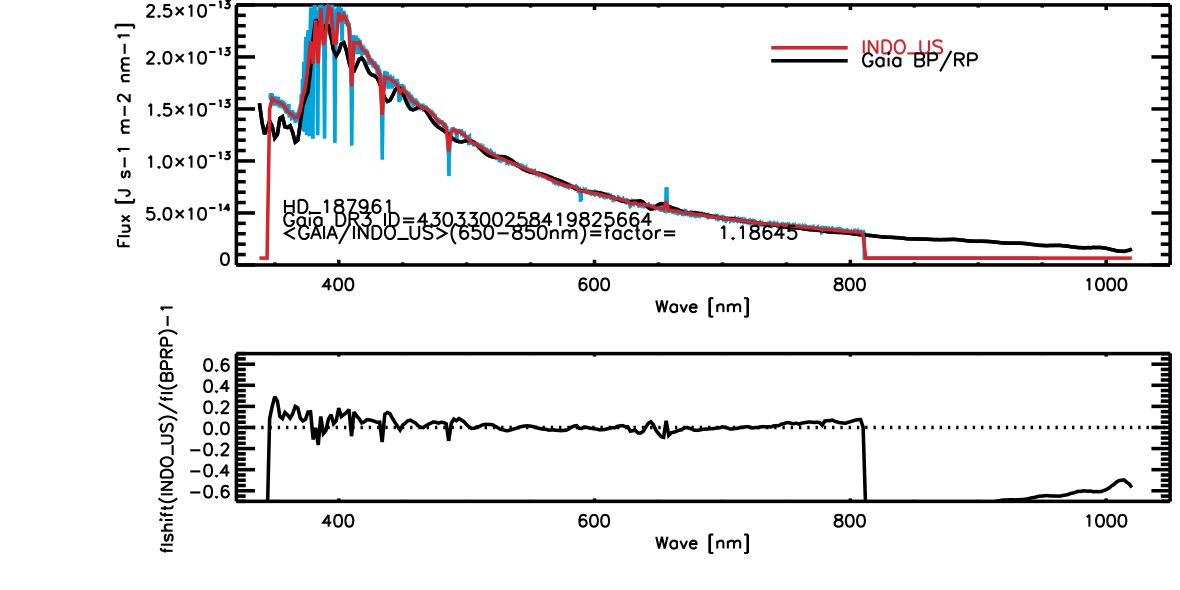 2.5×10⁻¹³
2.0×10⁻¹³
1.5×10⁻¹³
1.0×10⁻¹³
5.0×10⁻¹⁴
0
Flux [J s−1 m−2 nm−1]
INDO_US
Gaia BP/RP
HD_187961
Gaia DR3 ID=4303300258419825664
<GAIA/INDO_US>(650−850nm)=factor= 1.18645
400 600 800 1000
Wave [nm]
0.6
0.4
0.2
0.0
−0.2
−0.4
−0.6
flshift(INDO_US)/fl(BPRP)−1
400 600 800 1000
Wave [nm]